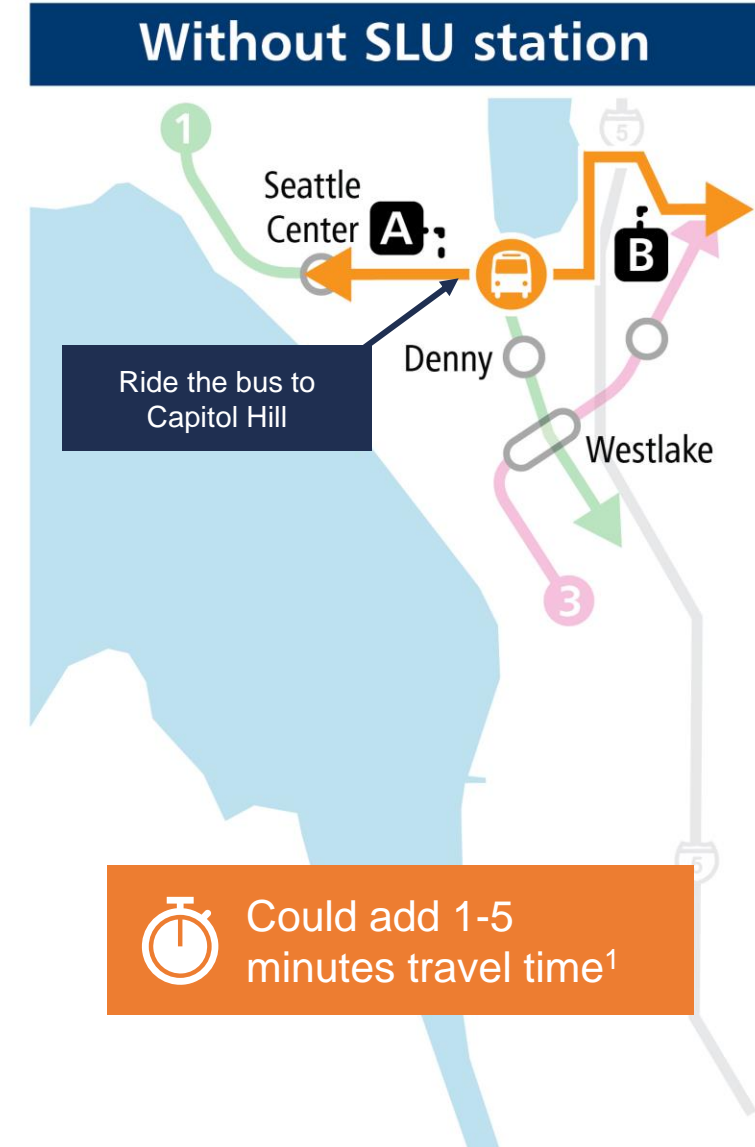 Without SLU station
1
5
Seattle
Center
A
B
Ride the bus to
Capitol Hill
Denny
Westlake
3
5
Could add 1-5
minutes travel time1